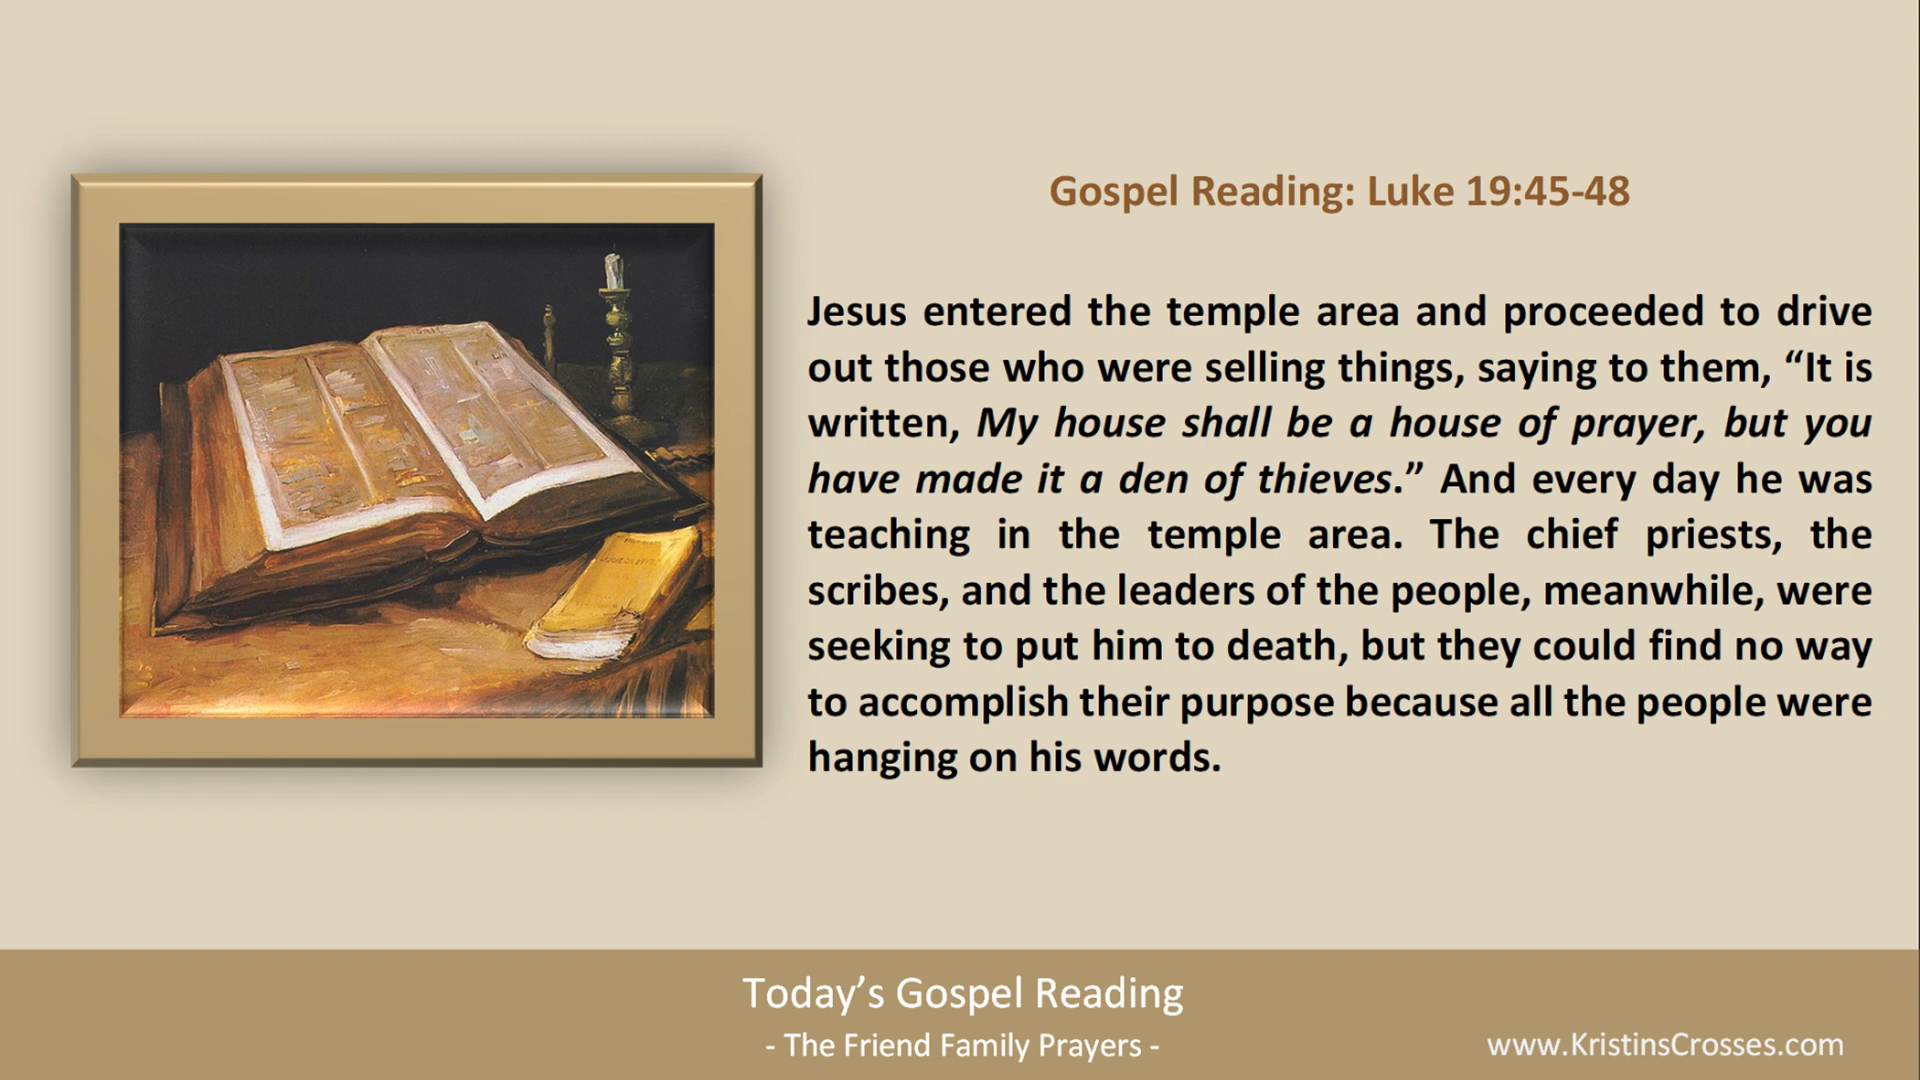 Gospel Reading: Luke 19:45-48
Jesus entered the temple area and proceeded to drive
out those who were selling things, saying to them, “It is
written, My house shall be a house of prayer, but you
have made it a den of thieves.” And every day he was
teaching in the temple area. The chief priests, the
scribes, and the leaders of the people, meanwhile, were
seeking to put him to death, but they could find no way
to accomplish their purpose because all the people were
hanging on his words.
Today’s Gospel Reading
- The Friend Family Prayers -
www.KristinsCrosses.com